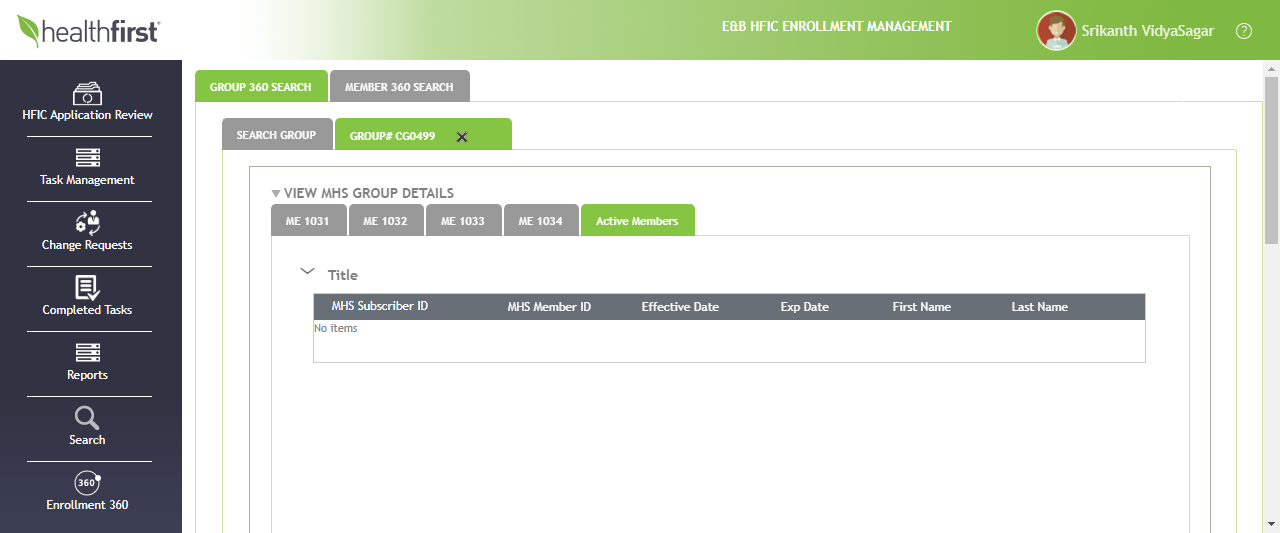 healthfirst
E&B HFIC ENROLLMENT MANAGEMENT
Srikanth VidyaSagar
?
HFIC Application Review
Task Management
Change Requests
Completed Tasks
Reports
Search
360
Enrollment 360
GROUP 360 SEARCH
MEMBER 360 SEARCH
SEARCH GROUP
GROUP# CG0499
VIEW MHS GROUP DETAILS
ME 1031
ME 1032
ME 1033
ME 1034
Active Members
Title
MHS Subscriber ID MHS Member ID Effective Date Exp Date First Name Last Name
No items